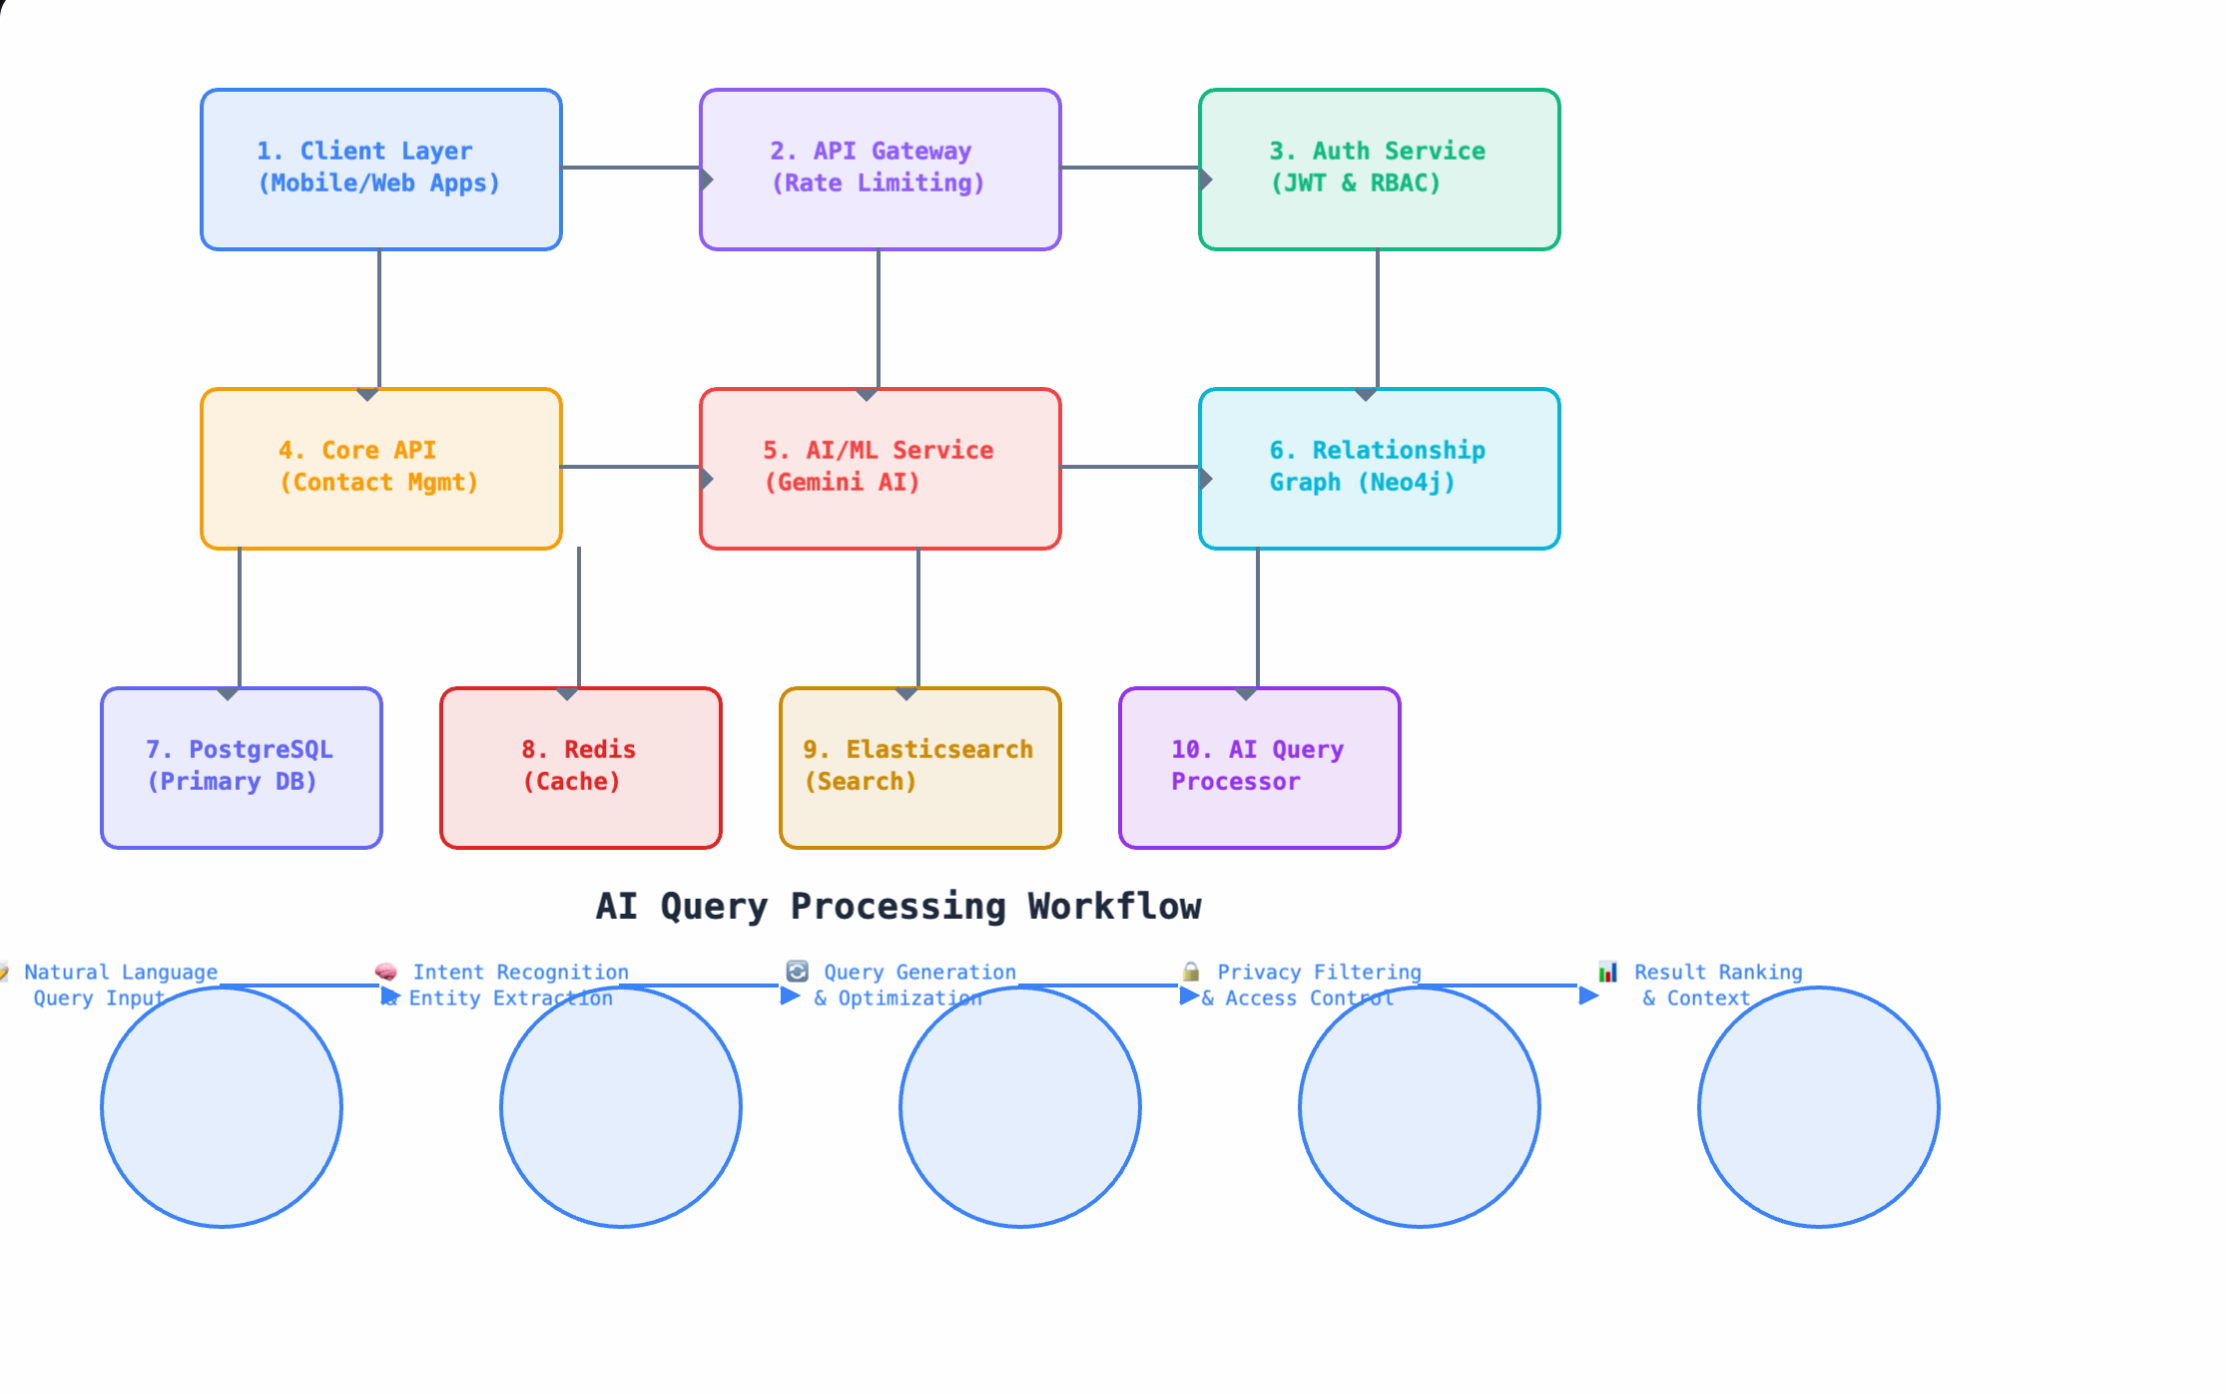 1. Client Layer
(Mobile/Web Apps)
2. API Gateway
(Rate Limiting)
3. Auth Service
(JWT & RBAC)
4. Core API
(Contact Mgmt)
5. AI/ML Service
(Gemini AI)
6. Relationship
Graph (Neo4j)
7. PostgreSQL
(Primary DB)
8. Redis
(Cache)
9. Elasticsearch
(Search)
10. AI Query
Processor
AI Query Processing Workflow
Natural Language
Query Input
Intent Recognition
& Entity Extraction
Query Generation
& Optimization
Privacy Filtering
& Access Control
Result Ranking
& Context